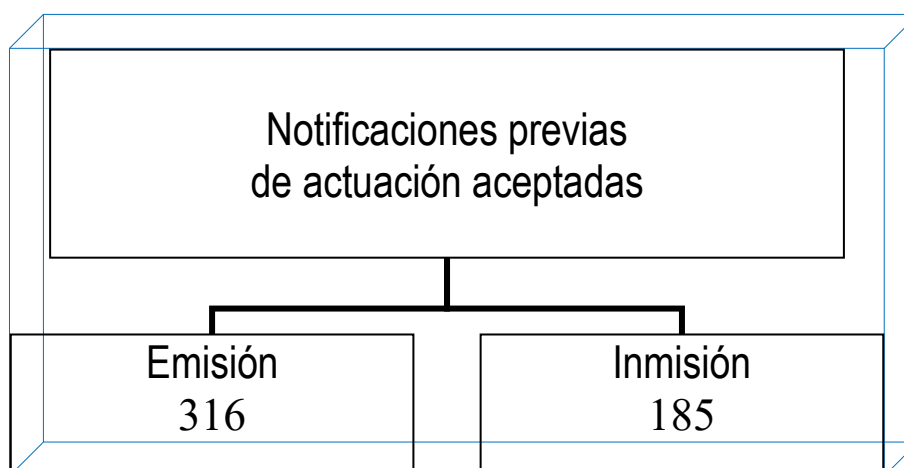 Notificaciones previas
de actuación aceptadas
Emisión
316
Inmisión
185